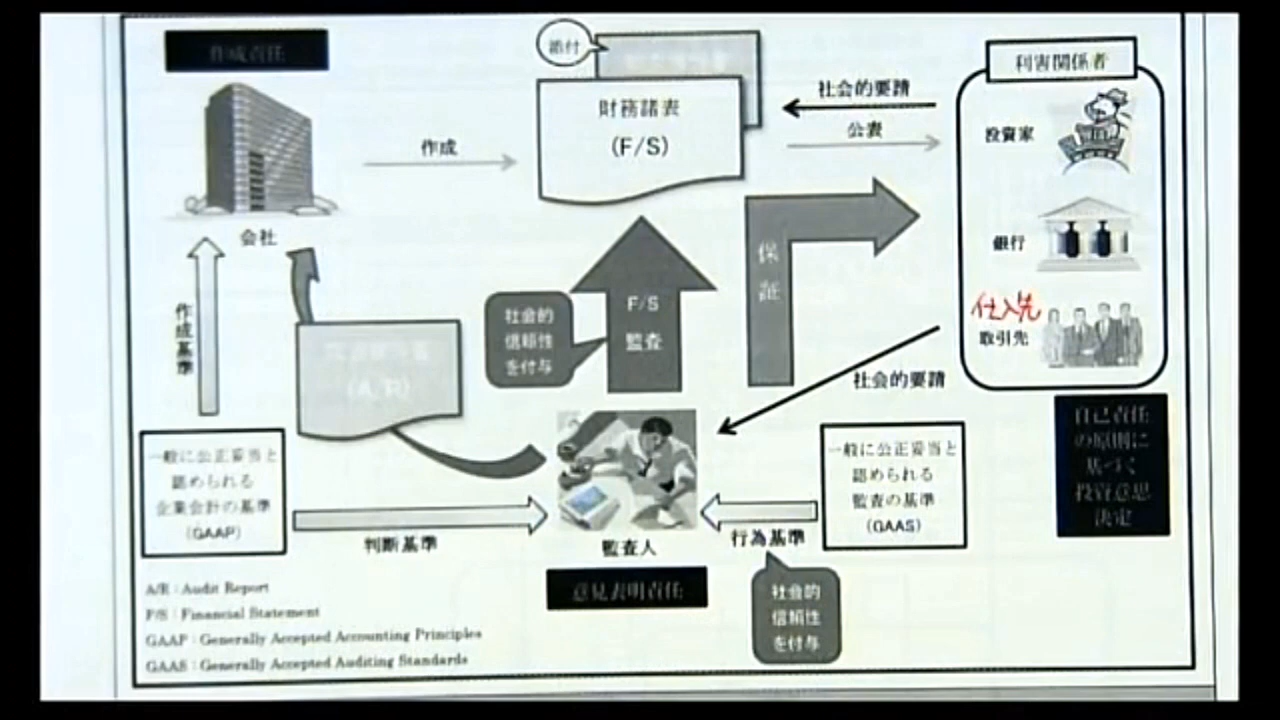 作成責任
添付
財務諸表
(F/S)
作成
社会的要請
公表
利害関係者
投資家
銀行
仕入先
取引先
会社
作成基準
(A/R)
社会的
信頼性
を付与
F/S
監査
保証
社会的要請
自己責任
の原則に
基づく
投資意思
決定
一般に公正妥当と
認められる
企業会計の基準
(GAAP)
判断基準
監査人
意見表明責任
行為基準
一般に公正妥当と
認められる
監査の基準
(GAAS)
社会的
信頼性
を付与
A/R：Audit Report
F/S：Financial Statement
GAAP：Generally Accepted Accounting Principles
GAAS：Generally Accepted Auditing Standards